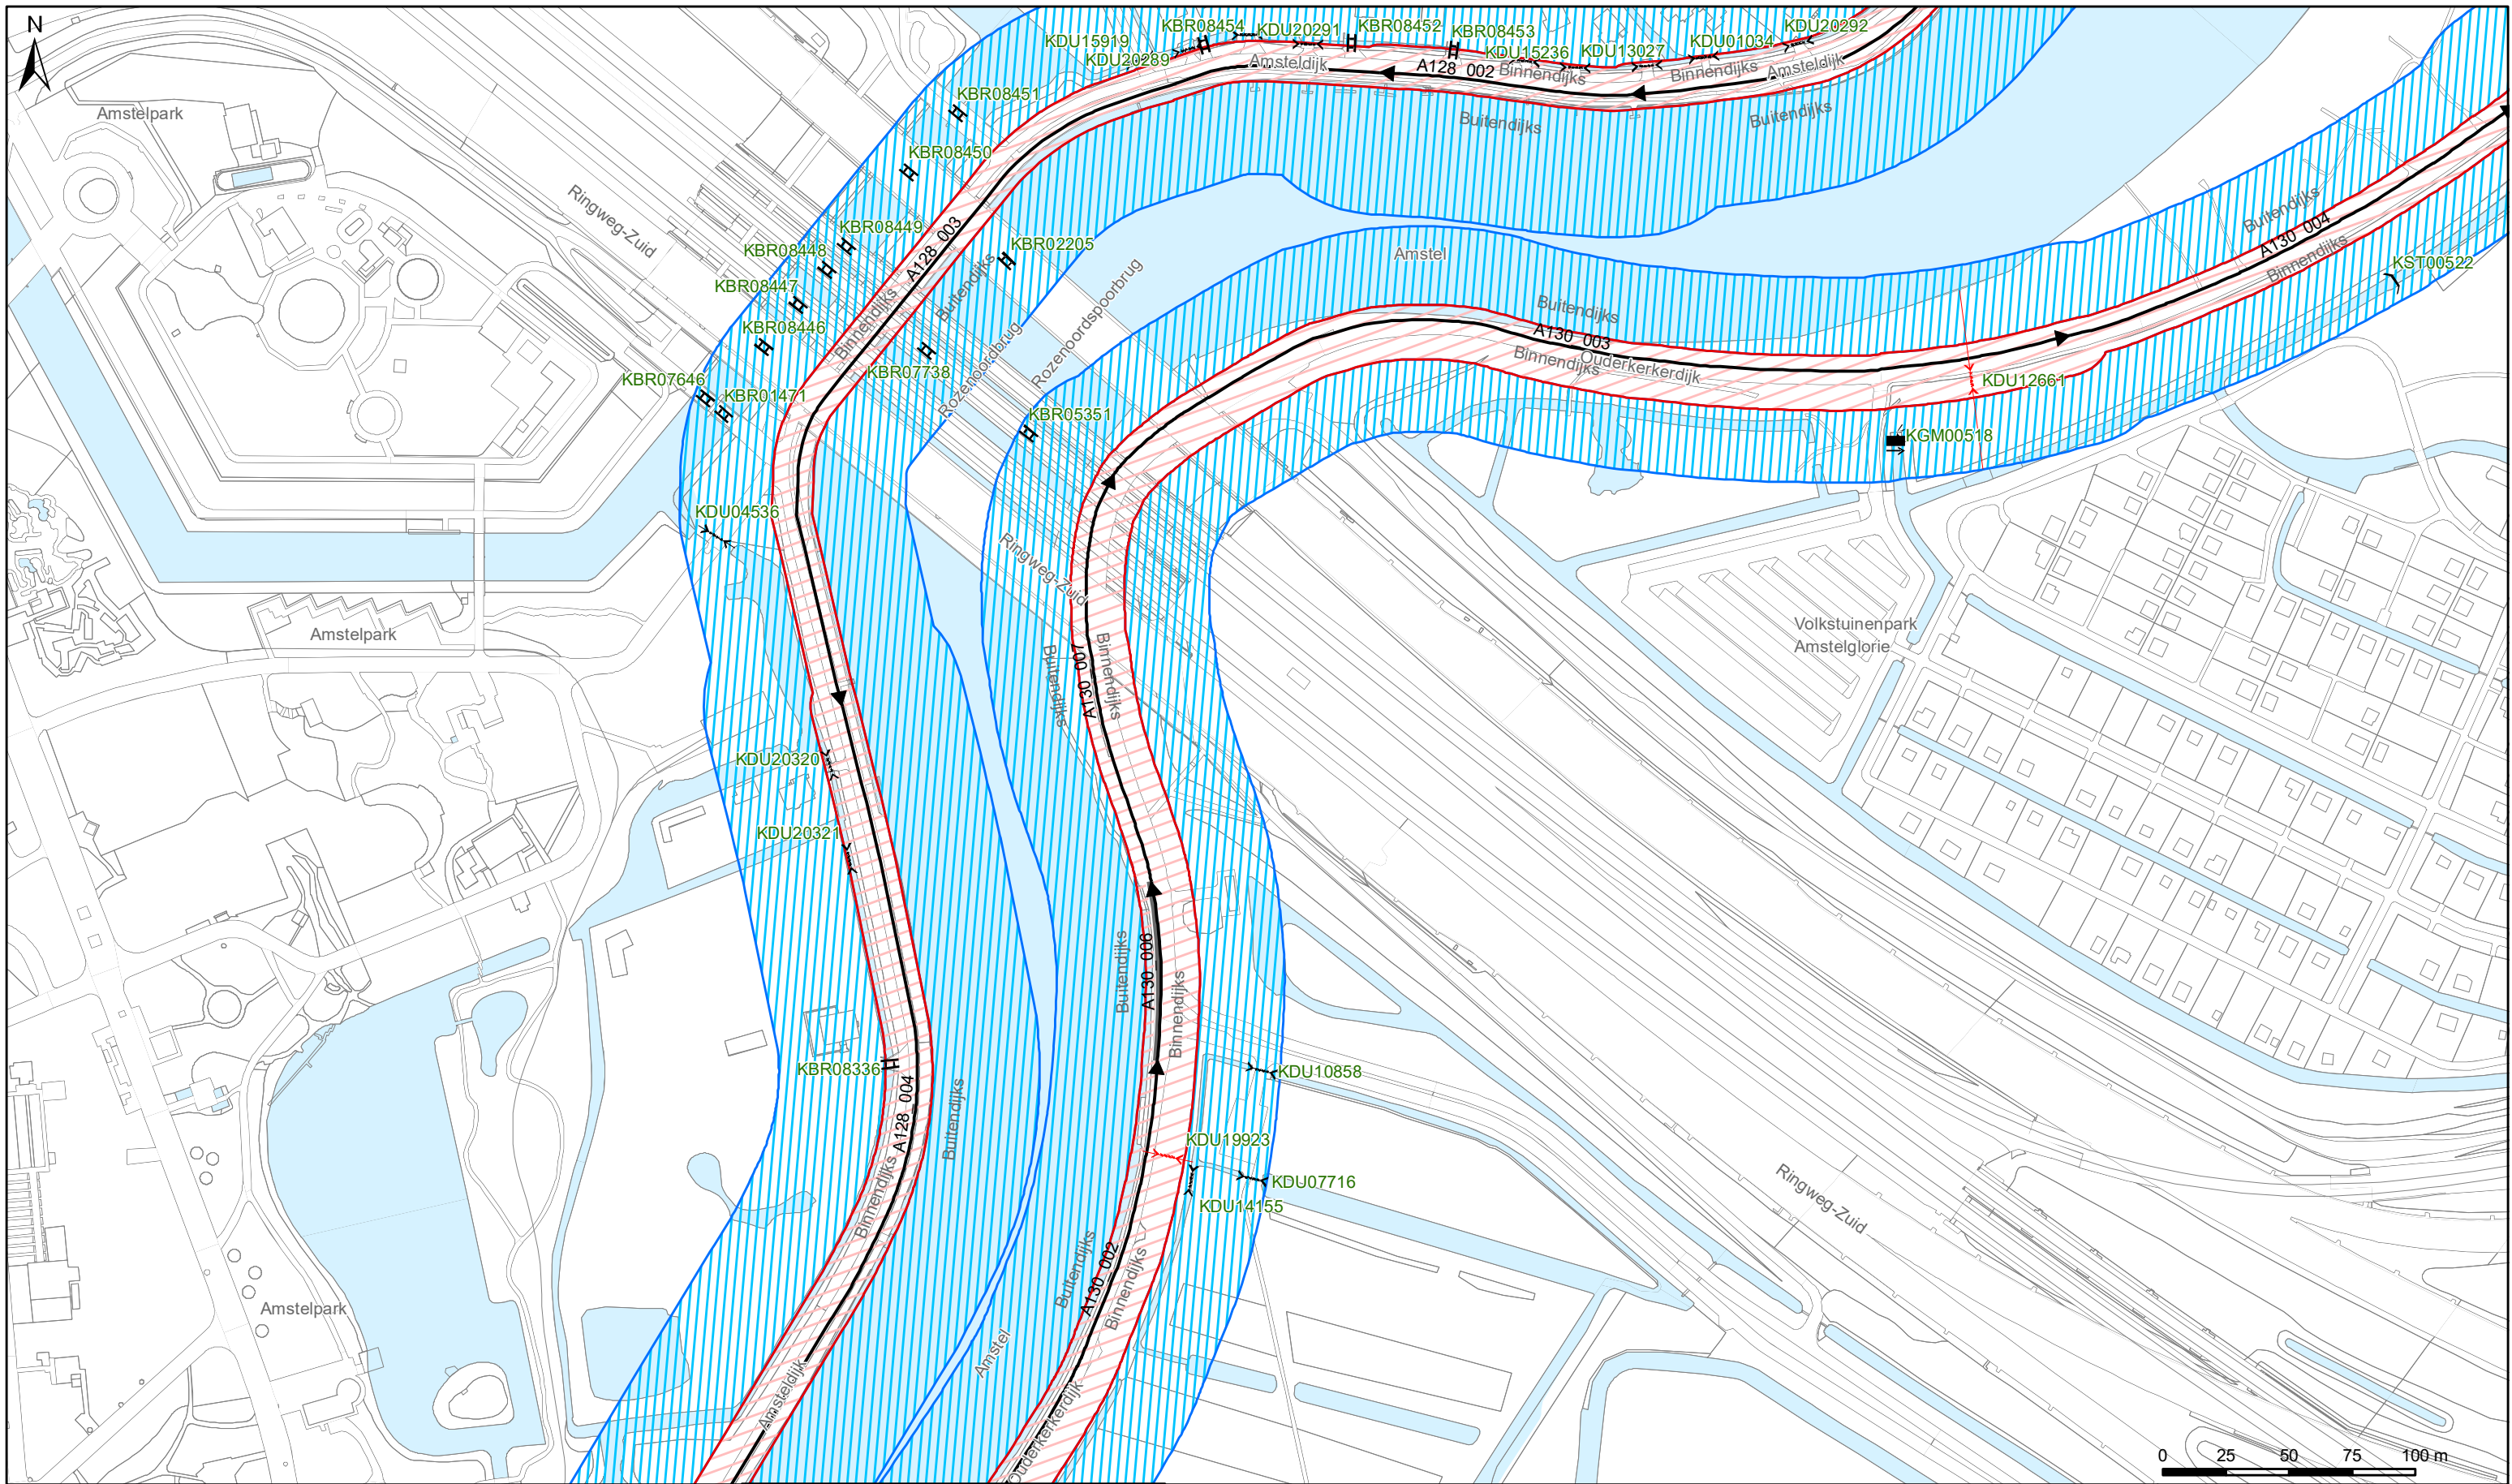 N
KBR08454
KDU20291
KBR08452
KBR08453
KDU20292
KDU15919
KDU20289
KDU15236
KDU13027
KDU01034
Amsteldijk
A128_002
Binnendijks
Binnendijks
Amsteldijk
Buitendijks
Buitendijks
Amstelpark
KBR08451
KBR08450
Ringweg-Zuid
KBR08449
KBR08448
KBR08447
KBR08446
A128_003
Binnendijks
Buitendijks
KBR02205
Rozenoordspoorbrug
Rozenoordbrug
Amstel
KBR07738
KBR07646
KBR01471
KBR05351
Buitendijks
A130_003
Binnendijks
Ouderkerkerdijk
Buitendijks
A130_004
Binnendijks
KST00522
KDU12661
KGM00518
KDU04536
Ringweg-Zuid
Amstelpark
Volkstuinenpark
Amstelglorie
Buitendijks
A130_007
Binnendijks
KDU20320
KDU20321
Buitendijks
A130_006
Binnendijks
KBR08336
A128_004
Binnendijks
Buitendijks
KDU10858
KDU19923
KDU07716
KDU14155
Ringweg-Zuid
Amstelpark
Buitendijks
A130_002
Binnendijks
Amsteldijk
Amstel
Ouderkerkerdijk
0 25 50 75 100 m